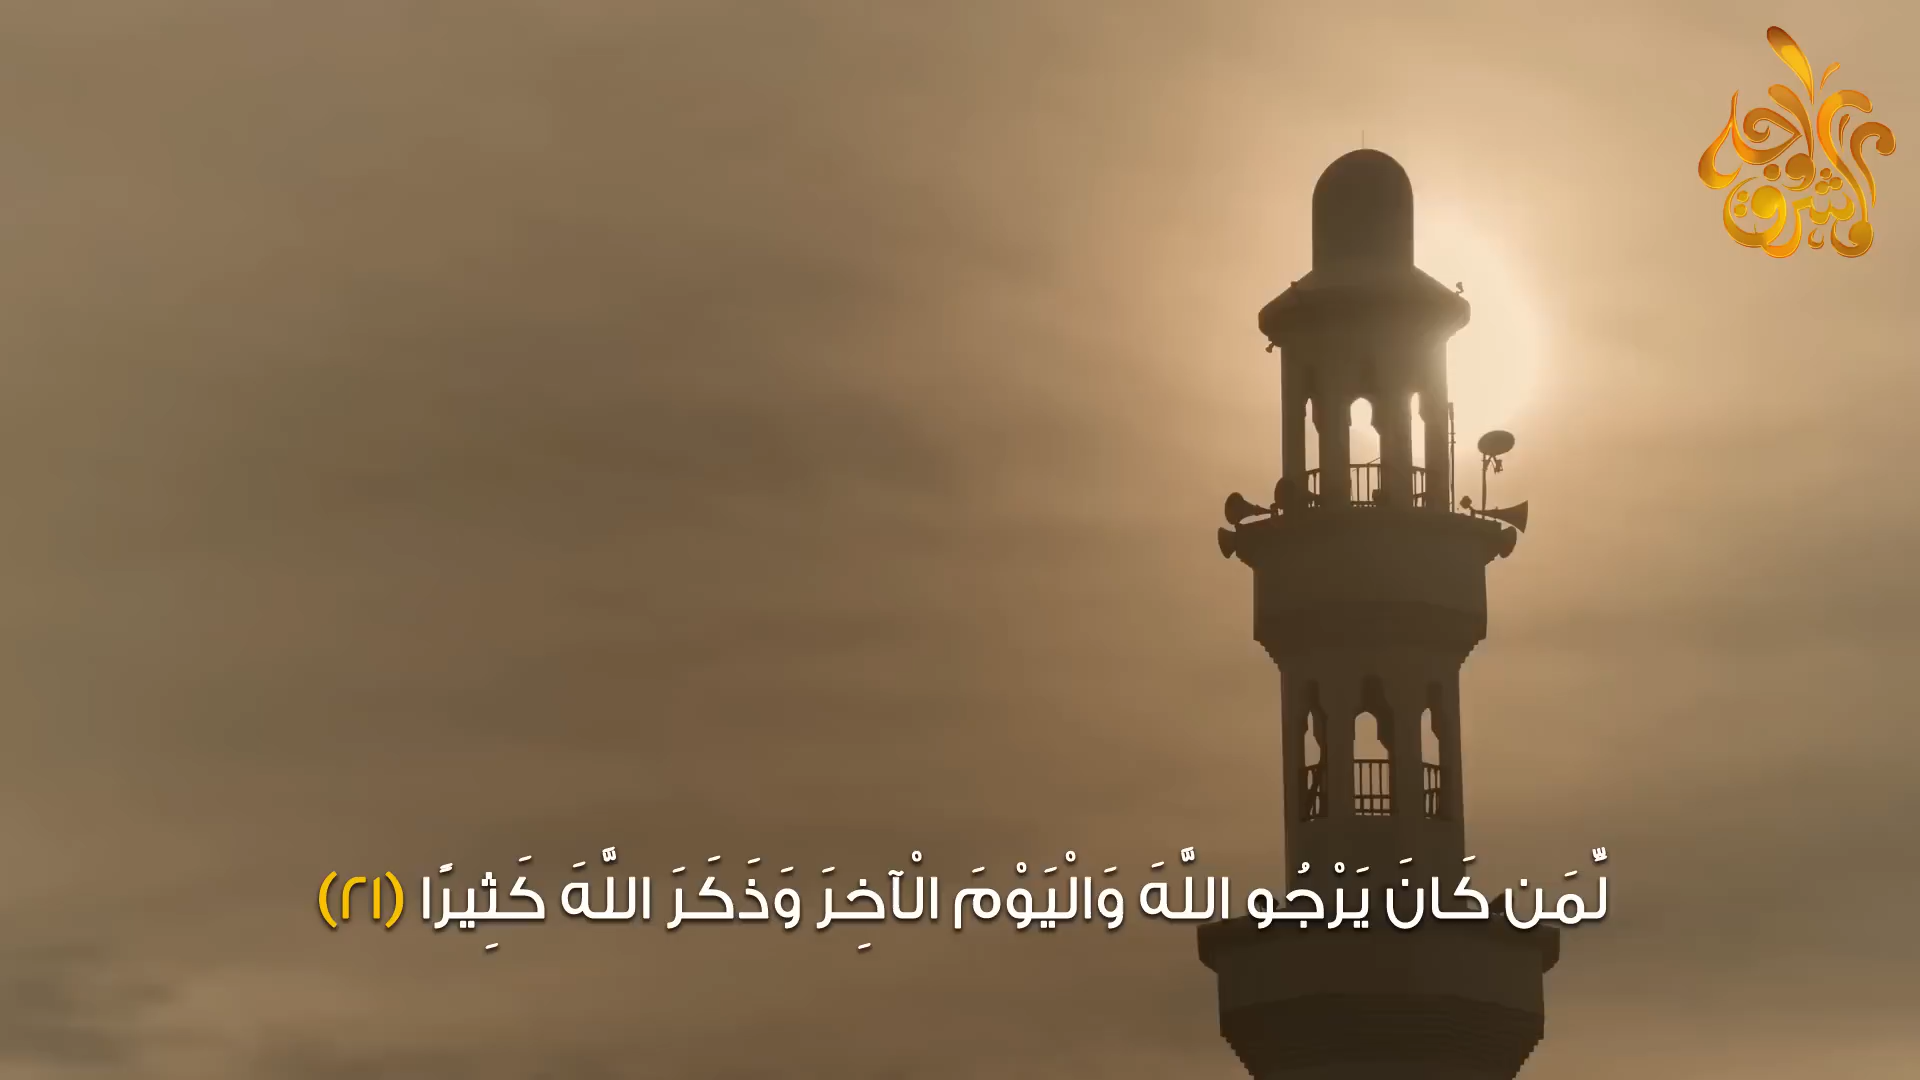 لِّمَن كَانَ يَرْجُو اللَّهَ وَالْيَوْمَ الْآخِرَ وَذَكَرَ اللَّهَ كَثِيرًا (٢١)